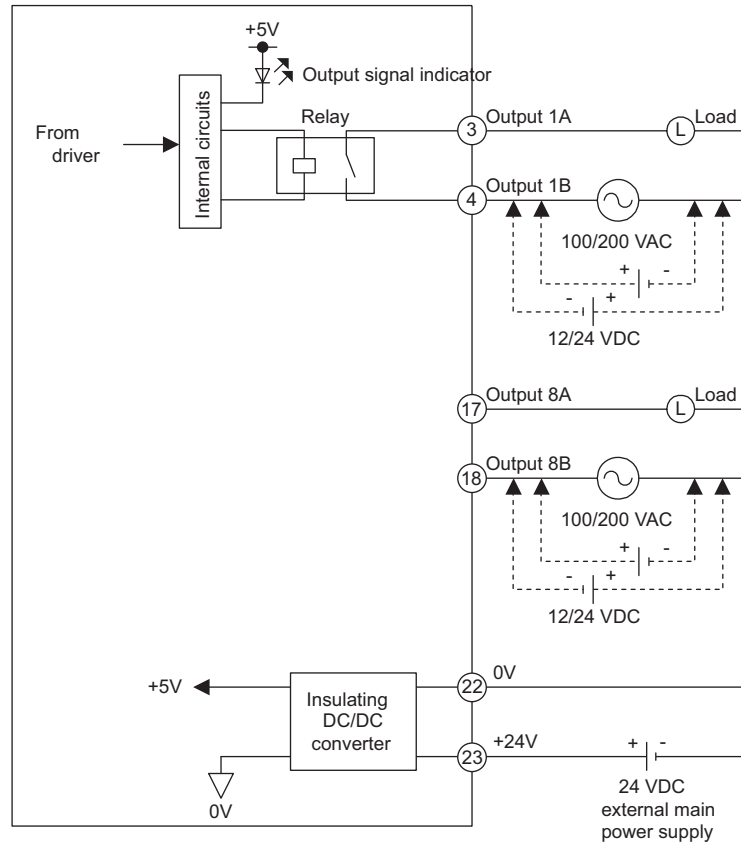 +5V
Output signal indicator
Internal circuits
From
driver
Relay
3
Output 1A
L
Load
4
Output 1B
100/200 VAC
+
-
-
+
12/24 VDC
17
Output 8A
L
Load
18
Output 8B
100/200 VAC
+
-
-
+
12/24 VDC
+5V
Insulating
DC/DC
converter
22
0V
23
+24V
+
-
0V
24 VDC
external main
power supply